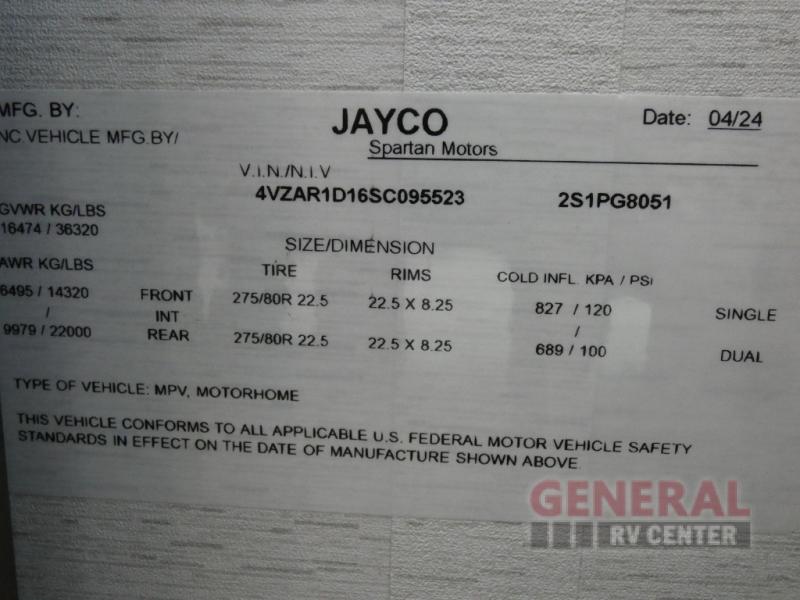 MFG. BY: JAYCO Date: 04/24
NC.VEHICLE MFG.BY/ Spartan Motors
V.I.N./N.I.V
4VZAR1D16SC095523 2S1PG8051
GVWR KG/LBS
16474 / 36320
SIZE/DIMENSION
AWR KG/LBS TIRE RIMS COLD INFL. KPA / PSI
6495 / 14320 FRONT 275/80R 22.5 22.5 X 8.25 827 / 120 SINGLE
/ INT /
9979 / 22000 REAR 275/80R 22.5 22.5 X 8.25 689 / 100 DUAL
TYPE OF VEHICLE: MPV, MOTORHOME
THIS VEHICLE CONFORMS TO ALL APPLICABLE U.S. FEDERAL MOTOR VEHICLE SAFETY
STANDARDS IN EFFECT ON THE DATE OF MANUFACTURE SHOWN ABOVE.
GENERAL
RV CENTER